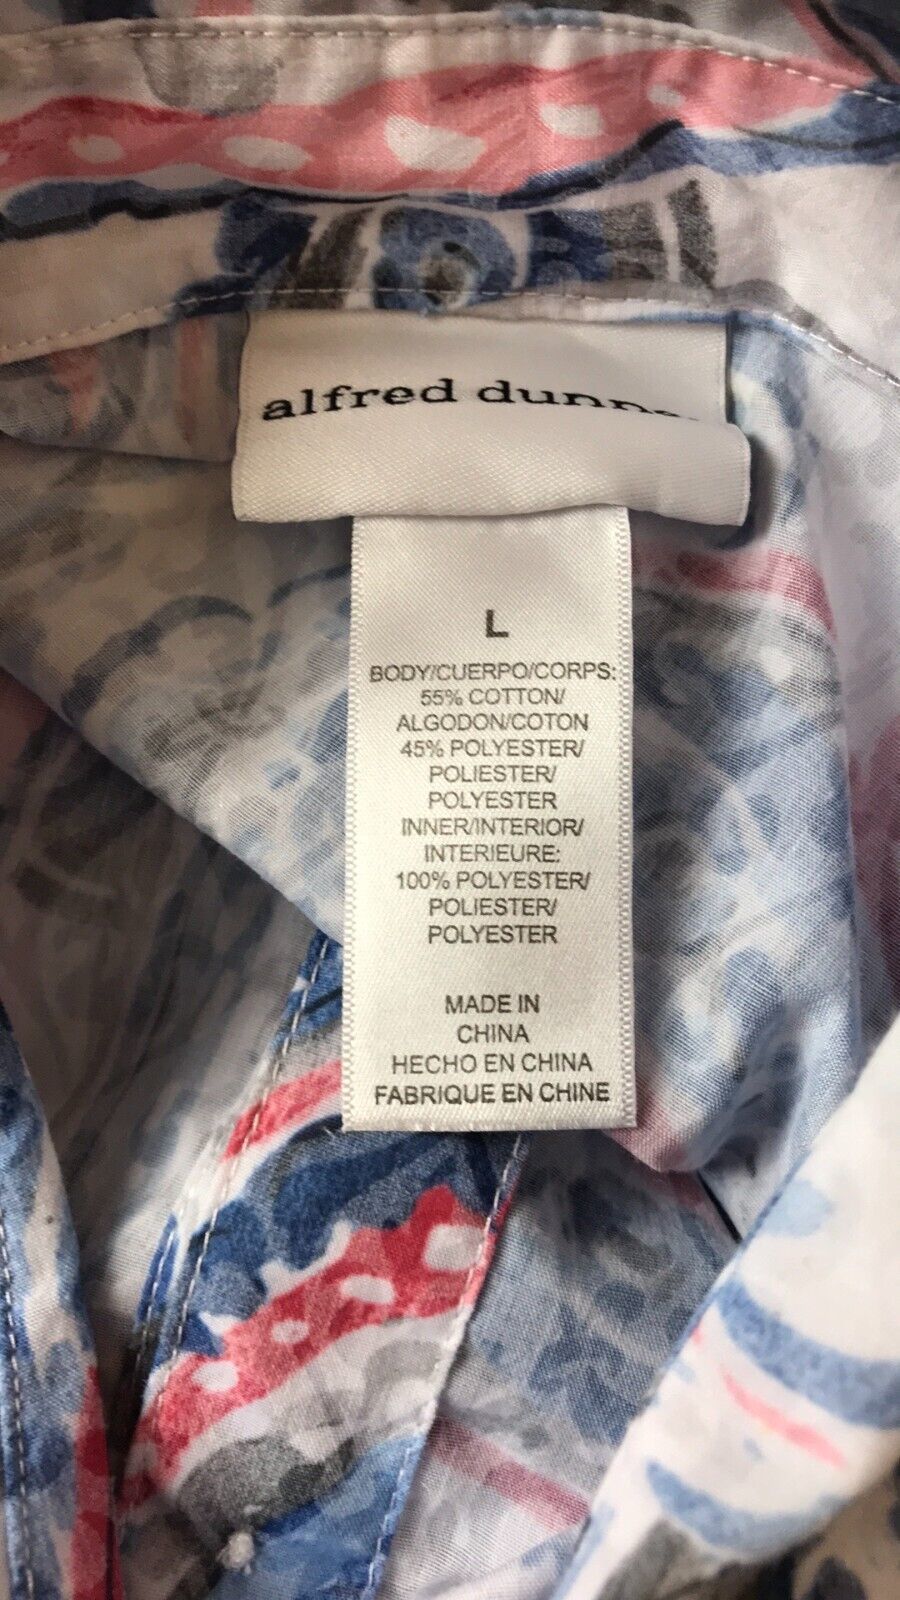 alfred dunn
L
BODY/CUERPO/CORPS:
55% COTTON/
ALGODON/COTON
45% POLYESTER/
POLIESTER/
POLYESTER
INNER/INTERIOR/
INTERIEURE:
100% POLYESTER/
POLIESTER/
POLYESTER
MADE IN
CHINA
HECHO EN CHINA
FABRIQUE EN CHINE